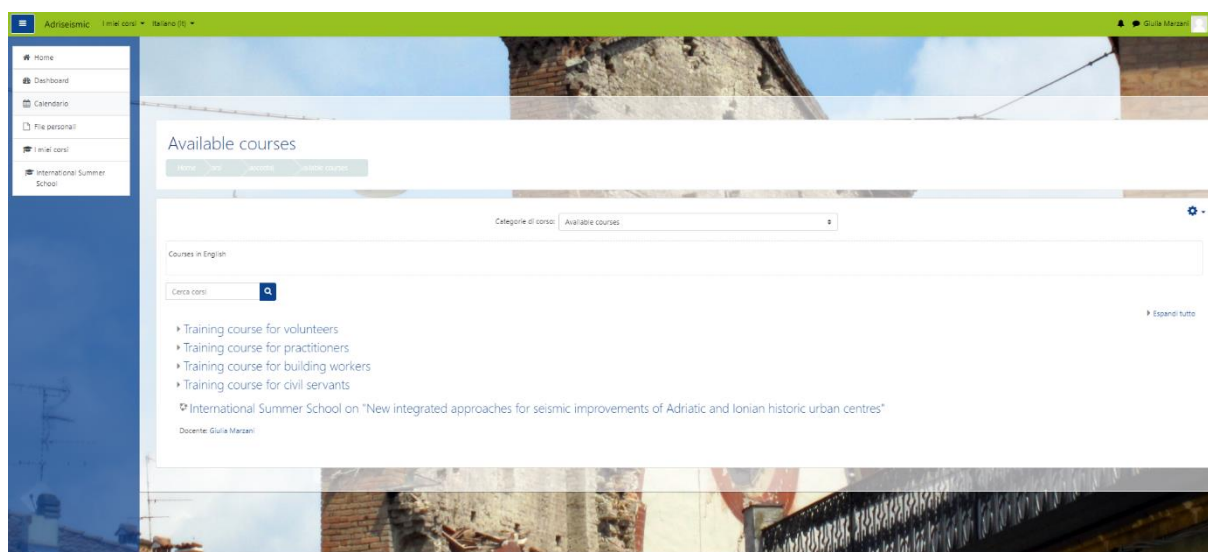 Adriseismic I miei corsi Italiano (it) Giulia Marzani
Home
Dashboard
Calendario
File personali
I miei corsi
International Summer
School
Available courses
Home
Categorie di corso: Available courses
Courses in English
Cerca corsi
Espandi tutto
Training course for volunteers
Training course for practitioners
Training course for building workers
Training course for civil servants
International Summer School on "New integrated approaches for seismic improvements of Adriatic and Ionian historic urban centres"
Docente: Giulia Marzani